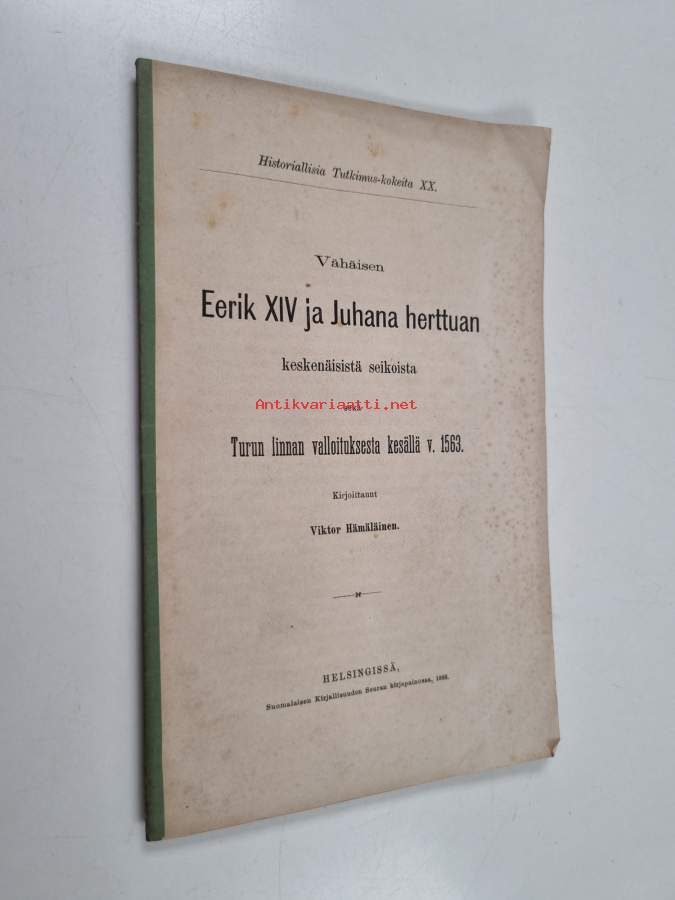 Historiallisia Tutkimus-kokeita XX.
Vähäisen
Eerik XIV ja Juhana herttuan
keskenäisistä seikoista
Antikvariaatti.net
sekä
Turun linnan valloituksesta kesällä v. 1563.
Kirjoittanut
Viktor Hämäläinen.
HELSINGISSÄ,
Suomalaisen Kirjallisuuden Seuran kirjapainossa,